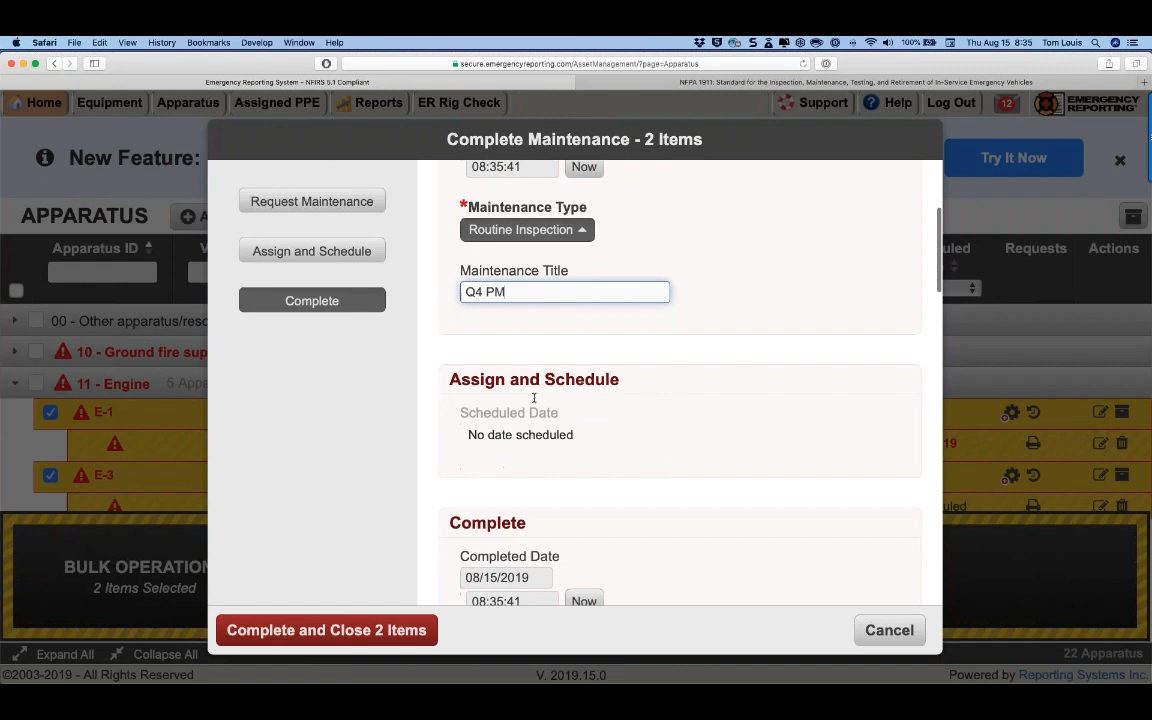 Safari File Edit View History Bookmarks Develop Window Help 100% Thu Aug 15 8:35 Tom Louis
secure.emergencyreporting.com/AssetManagement/?page=Apparatus
Emergency Reporting System – NFIRS 5.1 Compliant NFPA 1911: Standard for the Inspection, Maintenance, Testing, and Retirement of In-Service Emergency Vehicles
Home Equipment Apparatus Assigned PPE Reports ER Rig Check Support Help Log Out 12 EMERGENCY REPORTING
Complete Maintenance - 2 Items
New Feature: Try It Now
08:35:41 Now
Request Maintenance
*Maintenance Type
APPARATUS
Routine Inspection
Apparatus ID Requests Actions
Assign and Schedule
Maintenance Title
Q4 PM
Complete
00 - Other apparatus/reso
10 - Ground fire sup
11 - Engine 5 Appa
Assign and Schedule
E-1
Scheduled Date
No date scheduled
19
E-3
uled
Complete
Completed Date
BULK OPERATION
08/15/2019
2 Items Selected
08:35:41 Now
Complete and Close 2 Items Cancel
Expand All Collapse All 22 Apparatus
©2003-2019 - All Rights Reserved V. 2019.15.0 Powered by Reporting Systems Inc.